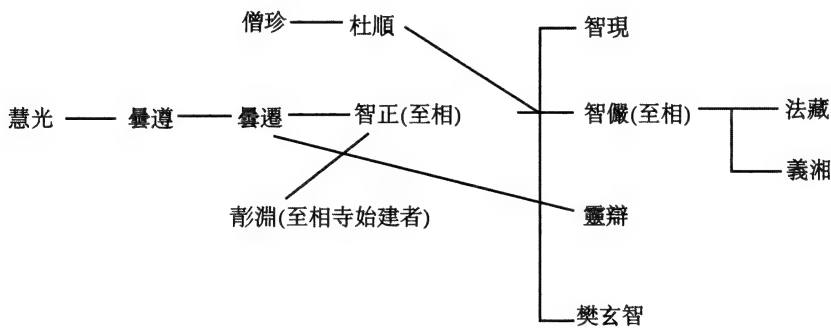 僧珍 杜順 智現
慧光 曇遵 曇遷 智正(至相) 智儼(至相) 法藏
義湘
彰淵(至相寺始建者) 靈辯
樊玄智